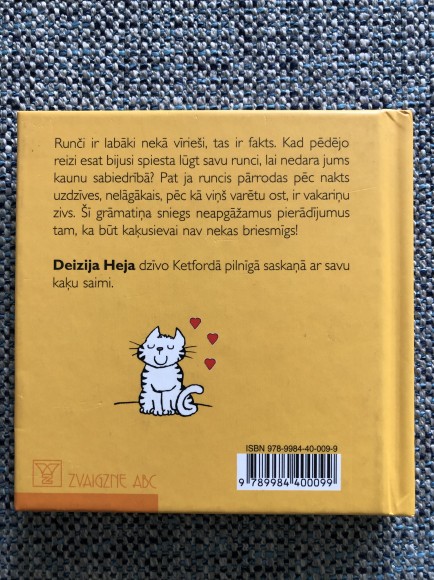 Runči ir labāki nekā vīrieši, tas ir fakts. Kad pēdējo
reizi esat bijusi spiesta lūgt savu runci, lai nedara jums
kaunu sabiedrībā? Pat ja runcis pārrodas pēc nakts
uzdzīves, nelāgākais, pēc kā viņš varētu ost, ir vakariņu
zivs. Šī grāmatiņa sniegs neapgāžamus pierādījumus
tam, ka būt kaķusievai nav nekas briesmīgs!
Deizija Heja dzīvo Ketfordā pilnīgā saskaņā ar savu
kaķu saimi.
ISBN 978-9984-40-009-9
9 789984 400099
ZVAIGZNE ABC